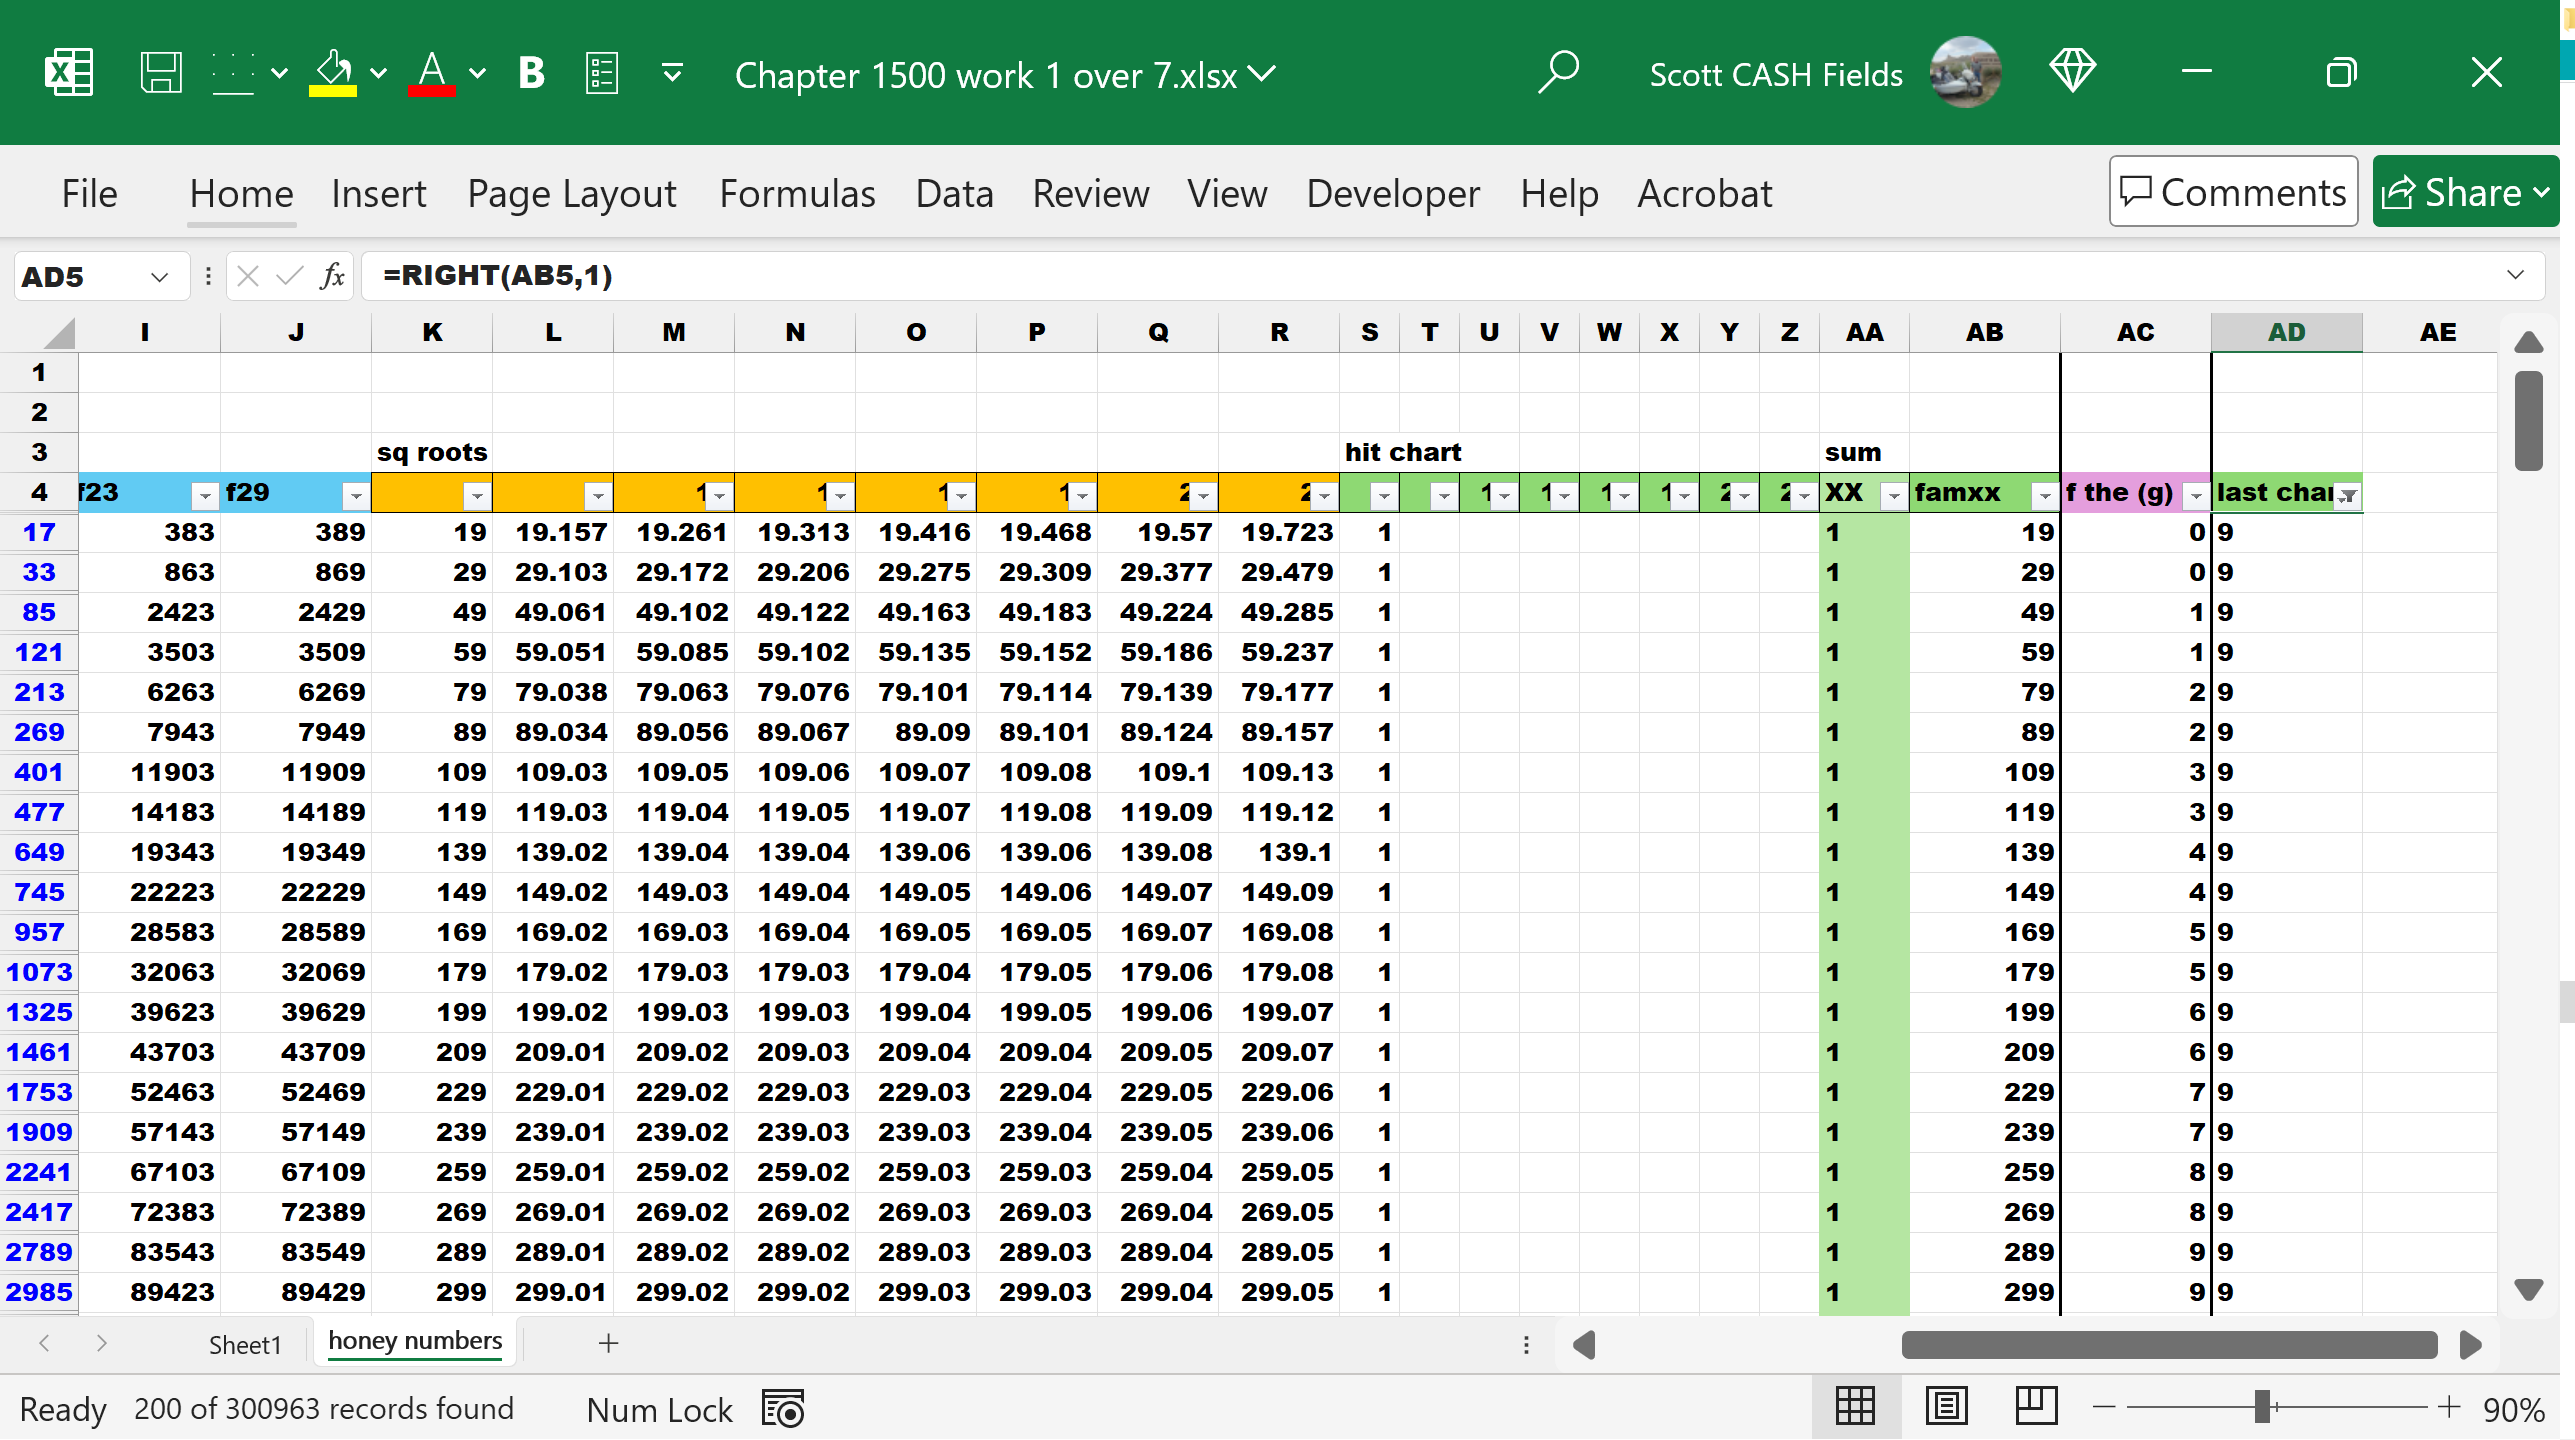 Chapter 1500 work 1 over 7.xlsx Scott CASH Fields
File Home Insert Page Layout Formulas Data Review View Developer Help Acrobat Comments Share
AD5 fx =RIGHT(AB5,1)
I J K L M N O P Q R S T U V W X Y Z AA AB AC AD AE
1
2
3 sq roots hit chart sum
4 f23 f29 1 1 1 1 2 2 1 1 1 1 2 2 XX famxx f the (g) last char
17 383 389 19 19.157 19.261 19.313 19.416 19.468 19.57 19.723 1 1 19 0 9
33 863 869 29 29.103 29.172 29.206 29.275 29.309 29.377 29.479 1 1 29 0 9
85 2423 2429 49 49.061 49.102 49.122 49.163 49.183 49.224 49.285 1 1 49 1 9
121 3503 3509 59 59.051 59.085 59.102 59.135 59.152 59.186 59.237 1 1 59 1 9
213 6263 6269 79 79.038 79.063 79.076 79.101 79.114 79.139 79.177 1 1 79 2 9
269 7943 7949 89 89.034 89.056 89.067 89.09 89.101 89.124 89.157 1 1 89 2 9
401 11903 11909 109 109.03 109.05 109.06 109.07 109.08 109.1 109.13 1 1 109 3 9
477 14183 14189 119 119.03 119.04 119.05 119.07 119.08 119.09 119.12 1 1 119 3 9
649 19343 19349 139 139.02 139.04 139.04 139.06 139.06 139.08 139.1 1 1 139 4 9
745 22223 22229 149 149.02 149.03 149.04 149.05 149.06 149.07 149.09 1 1 149 4 9
957 28583 28589 169 169.02 169.03 169.04 169.05 169.05 169.07 169.08 1 1 169 5 9
1073 32063 32069 179 179.02 179.03 179.03 179.04 179.05 179.06 179.08 1 1 179 5 9
1325 39623 39629 199 199.02 199.03 199.03 199.04 199.05 199.06 199.07 1 1 199 6 9
1461 43703 43709 209 209.01 209.02 209.03 209.04 209.04 209.05 209.07 1 1 209 6 9
1753 52463 52469 229 229.01 229.02 229.03 229.03 229.04 229.05 229.06 1 1 229 7 9
1909 57143 57149 239 239.01 239.02 239.03 239.03 239.04 239.05 239.06 1 1 239 7 9
2241 67103 67109 259 259.01 259.02 259.02 259.03 259.03 259.04 259.05 1 1 259 8 9
2417 72383 72389 269 269.01 269.02 269.02 269.03 269.03 269.04 269.05 1 1 269 8 9
2789 83543 83549 289 289.01 289.02 289.02 289.03 289.03 289.04 289.05 1 1 289 9 9
2985 89423 89429 299 299.01 299.02 299.02 299.03 299.03 299.04 299.05 1 1 299 9 9
Sheet1 honey numbers
Ready 200 of 300963 records found Num Lock 90%